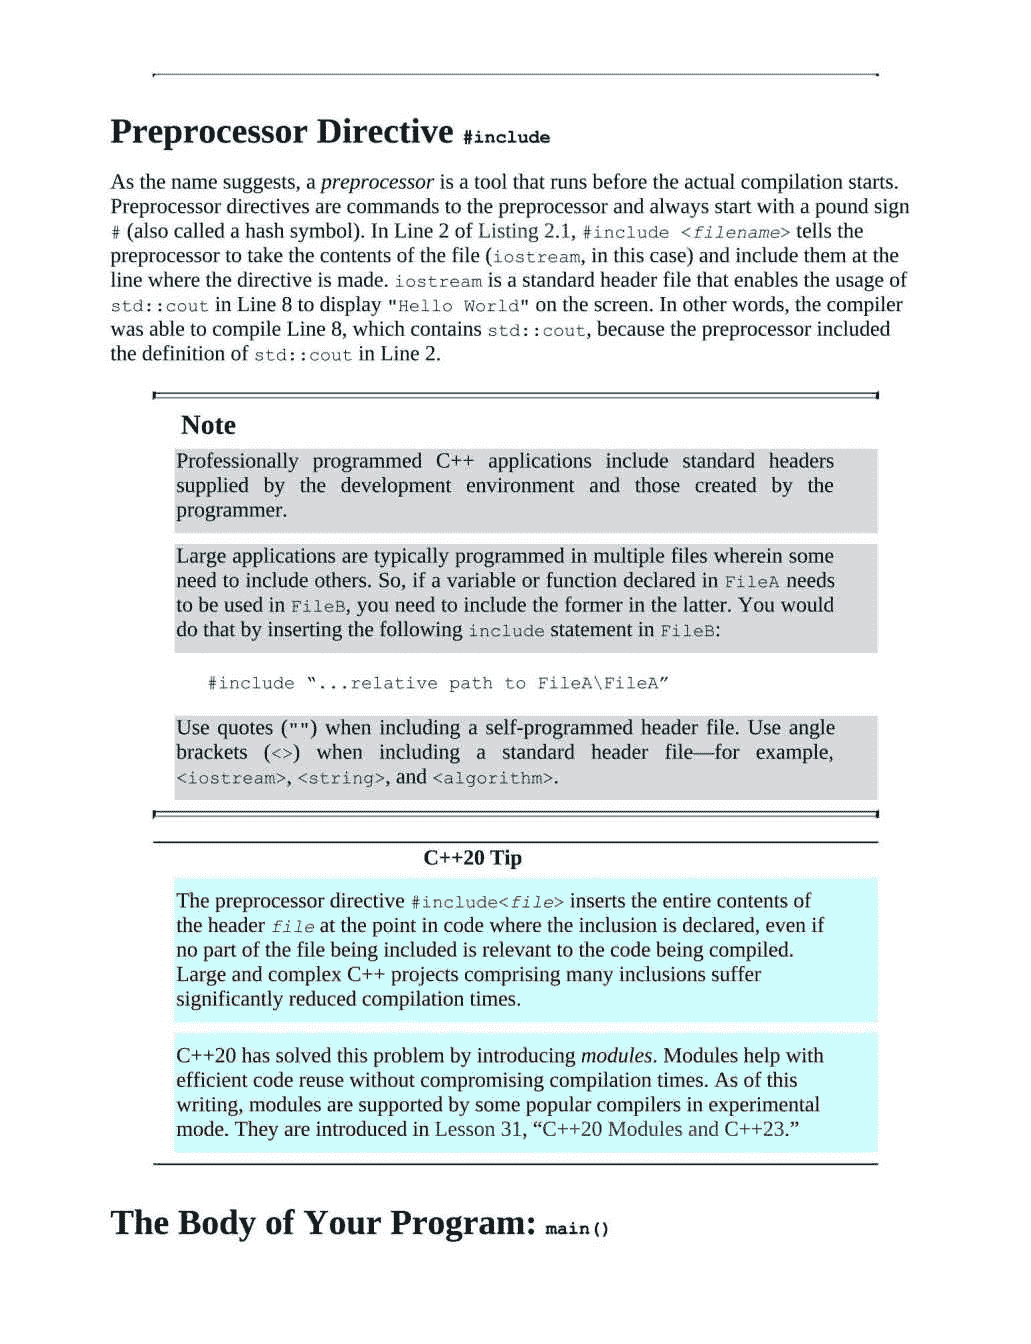 Preprocessor Directive #include
As the name suggests, a preprocessor is a tool that runs before the actual compilation starts.
Preprocessor directives are commands to the preprocessor and always start with a pound sign
# (also called a hash symbol). In Line 2 of Listing 2.1, #include <filename> tells the
preprocessor to take the contents of the file (iostream, in this case) and include them at the
line where the directive is made. iostream is a standard header file that enables the usage of
std::cout in Line 8 to display "Hello World" on the screen. In other words, the compiler
was able to compile Line 8, which contains std::cout, because the preprocessor included
the definition of std::cout in Line 2.
Note
Professionally programmed C++ applications include standard headers
supplied by the development environment and those created by the
programmer.
Large applications are typically programmed in multiple files wherein some
need to include others. So, if a variable or function declared in FileA needs
to be used in FileB, you need to include the former in the latter. You would
do that by inserting the following include statement in FileB:
#include “...relative path to FileA\FileA”
Use quotes ("") when including a self-programmed header file. Use angle
brackets (<>) when including a standard header file—for example,
<iostream>, <string>, and <algorithm>.
C++20 Tip
The preprocessor directive #include<file> inserts the entire contents of
the header file at the point in code where the inclusion is declared, even if
no part of the file being included is relevant to the code being compiled.
Large and complex C++ projects comprising many inclusions suffer
significantly reduced compilation times.
C++20 has solved this problem by introducing modules. Modules help with
efficient code reuse without compromising compilation times. As of this
writing, modules are supported by some popular compilers in experimental
mode. They are introduced in Lesson 31, “C++20 Modules and C++23.”
The Body of Your Program: main()